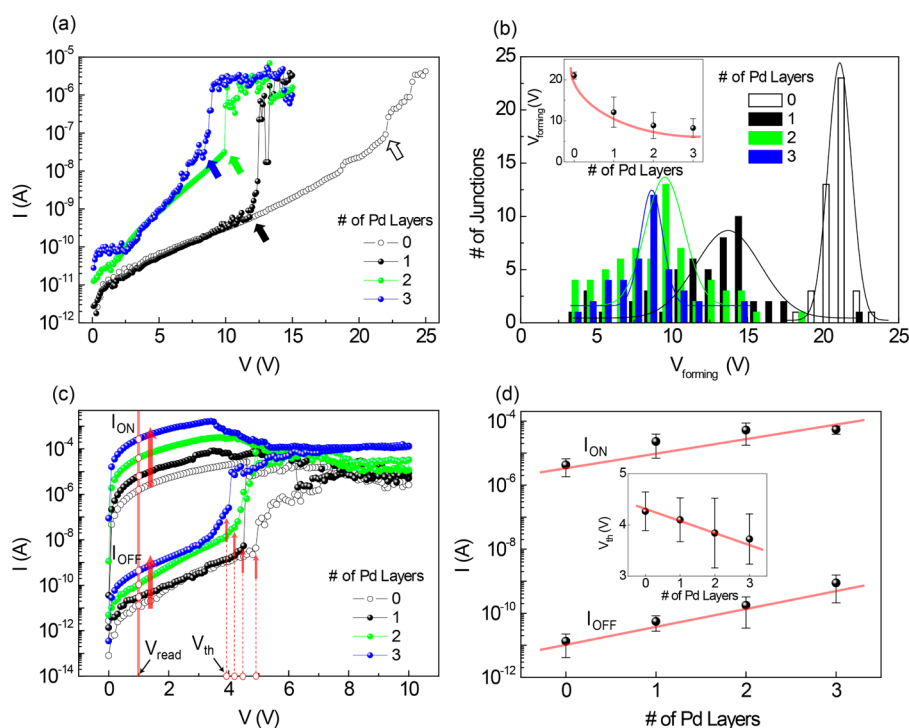 (a)
10⁻⁴
10⁻⁵
10⁻⁶
10⁻⁷
10⁻⁸
10⁻⁹
10⁻¹⁰
10⁻¹¹
10⁻¹²
I (A)
# of Pd Layers
0
1
2
3
0 5 10 15 20 25
V (V)
(b)
25
20
15
10
5
0
# of Junctions
V_forming (V)
20
10
0
0 1 2 3
# of Pd Layers
# of Pd Layers
0
1
2
3
5 10 15 20 25
V_forming (V)
(c)
10⁻⁴
10⁻⁶
10⁻⁸
10⁻¹⁰
10⁻¹²
10⁻¹⁴
I (A)
I_ON
I_OFF
V_read
V_th
# of Pd Layers
0
1
2
3
0 2 4 6 8 10
V (V)
(d)
10⁻⁴
10⁻⁶
10⁻⁸
10⁻¹⁰
10⁻¹²
I (A)
I_ON
5
4
3
V_th (V)
0 1 2 3
# of Pd Layers
I_OFF
0 1 2 3
# of Pd Layers